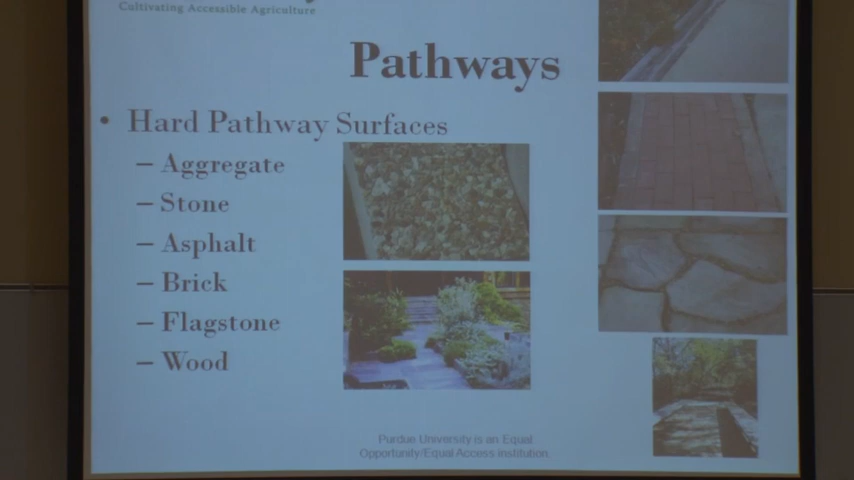 Cultivating Accessible Agriculture
Pathways
• Hard Pathway Surfaces
– Aggregate
– Stone
– Asphalt
– Brick
– Flagstone
– Wood
Purdue University is an Equal
Opportunity/Equal Access institution.